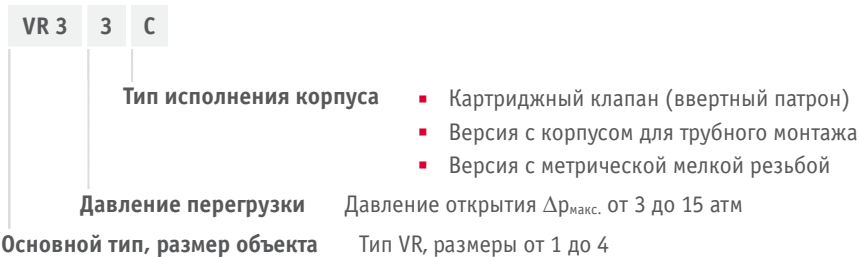 VR 3 3 C
Тип исполнения корпуса ▪ Картриджный клапан (ввертный патрон)
▪ Версия с корпусом для трубного монтажа
▪ Версия с метрической мелкой резьбой
Давление перегрузки Давление открытия Δpмакс. от 3 до 15 атм
Основной тип, размер объекта Тип VR, размеры от 1 до 4